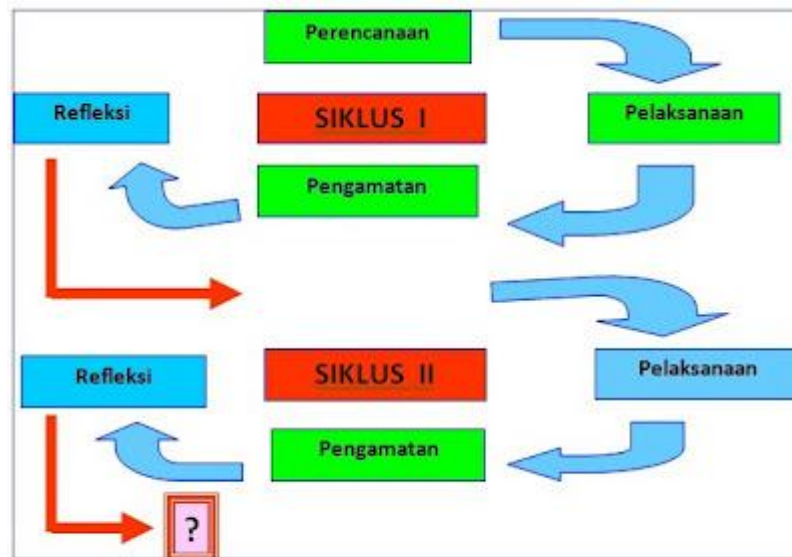 Perencanaan
Refleksi
SIKLUS I
Pelaksanaan
Pengamatan
Refleksi
SIKLUS II
Pelaksanaan
Pengamatan
?